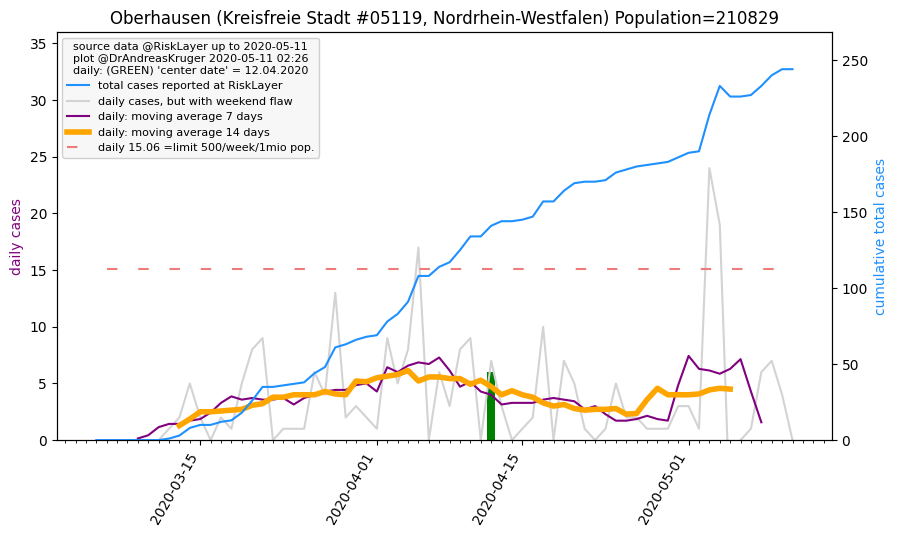 Oberhausen (Kreisfreie Stadt #05119, Nordrhein-Westfalen) Population=210829
source data @RiskLayer up to 2020-05-11
plot @DrAndreasKruger 2020-05-11 02:26
daily: (GREEN) 'center date' = 12.04.2020
total cases reported at RiskLayer
daily cases, but with weekend flaw
daily: moving average 7 days
daily: moving average 14 days
daily 15.06 =limit 500/week/1mio pop.
daily cases
35
30
25
20
15
10
5
0
cumulative total cases
250
200
150
100
50
0
2020-03-15
2020-04-01
2020-04-15
2020-05-01